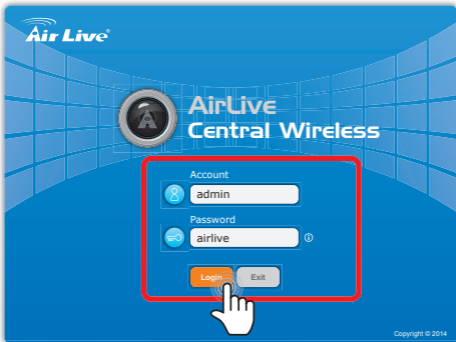 Air Live®
AirLive
Central Wireless
Account
admin
Password
airlive
Login Exit
Copyright © 2014